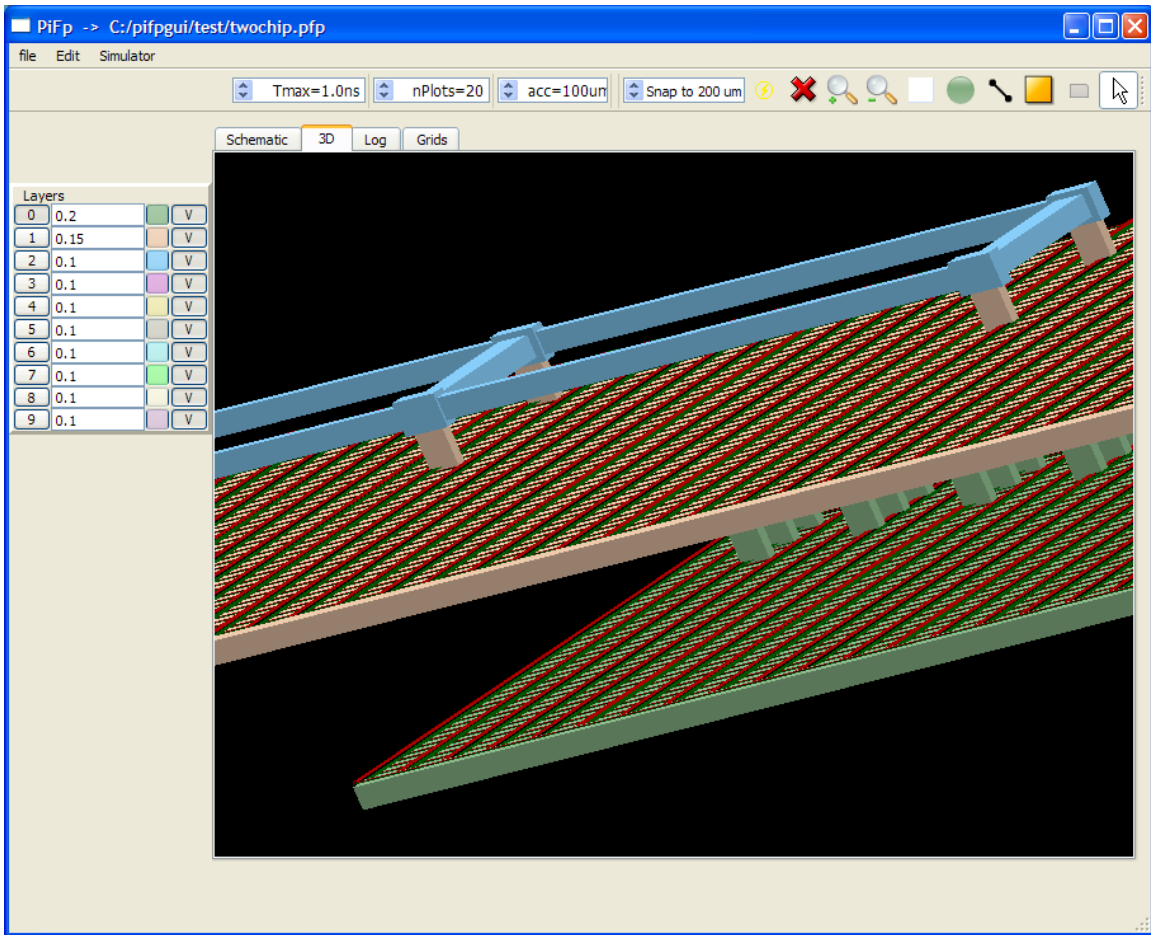 PiFp -> C:/pifpgui/test/twochip.pfp
file Edit Simulator
Tmax=1.0ns nPlots=20 acc=100um Snap to 200 um
Schematic 3D Log Grids
Layers
0 0.2 V
1 0.15 V
2 0.1 V
3 0.1 V
4 0.1 V
5 0.1 V
6 0.1 V
7 0.1 V
8 0.1 V
9 0.1 V